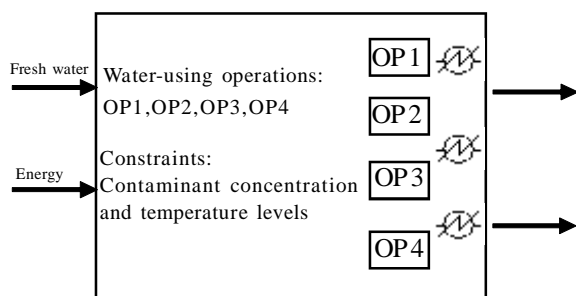 Fresh water
Energy
Water-using operations:
OP1,OP2,OP3,OP4
Constraints:
Contaminant concentration
and temperature levels
OP1
OP2
OP3
OP4